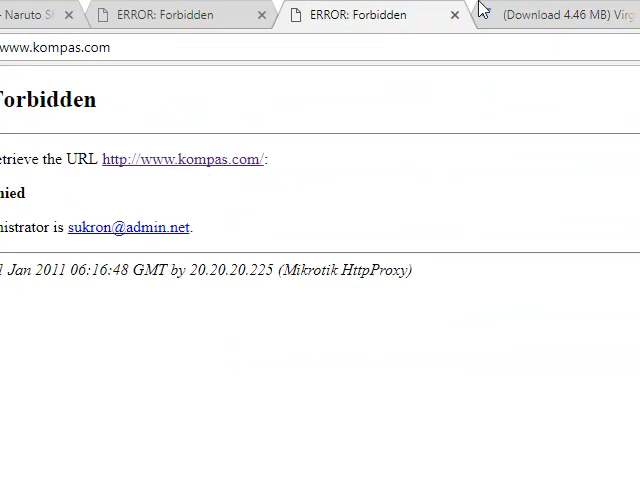 - Naruto Sh
ERROR: Forbidden
ERROR: Forbidden
(Download 4.46 MB) Virg
www.kompas.com
Forbidden
etrieve the URL http://www.kompas.com/:
nied
nistrator is sukron@admin.net.
1 Jan 2011 06:16:48 GMT by 20.20.20.225 (Mikrotik HttpProxy)